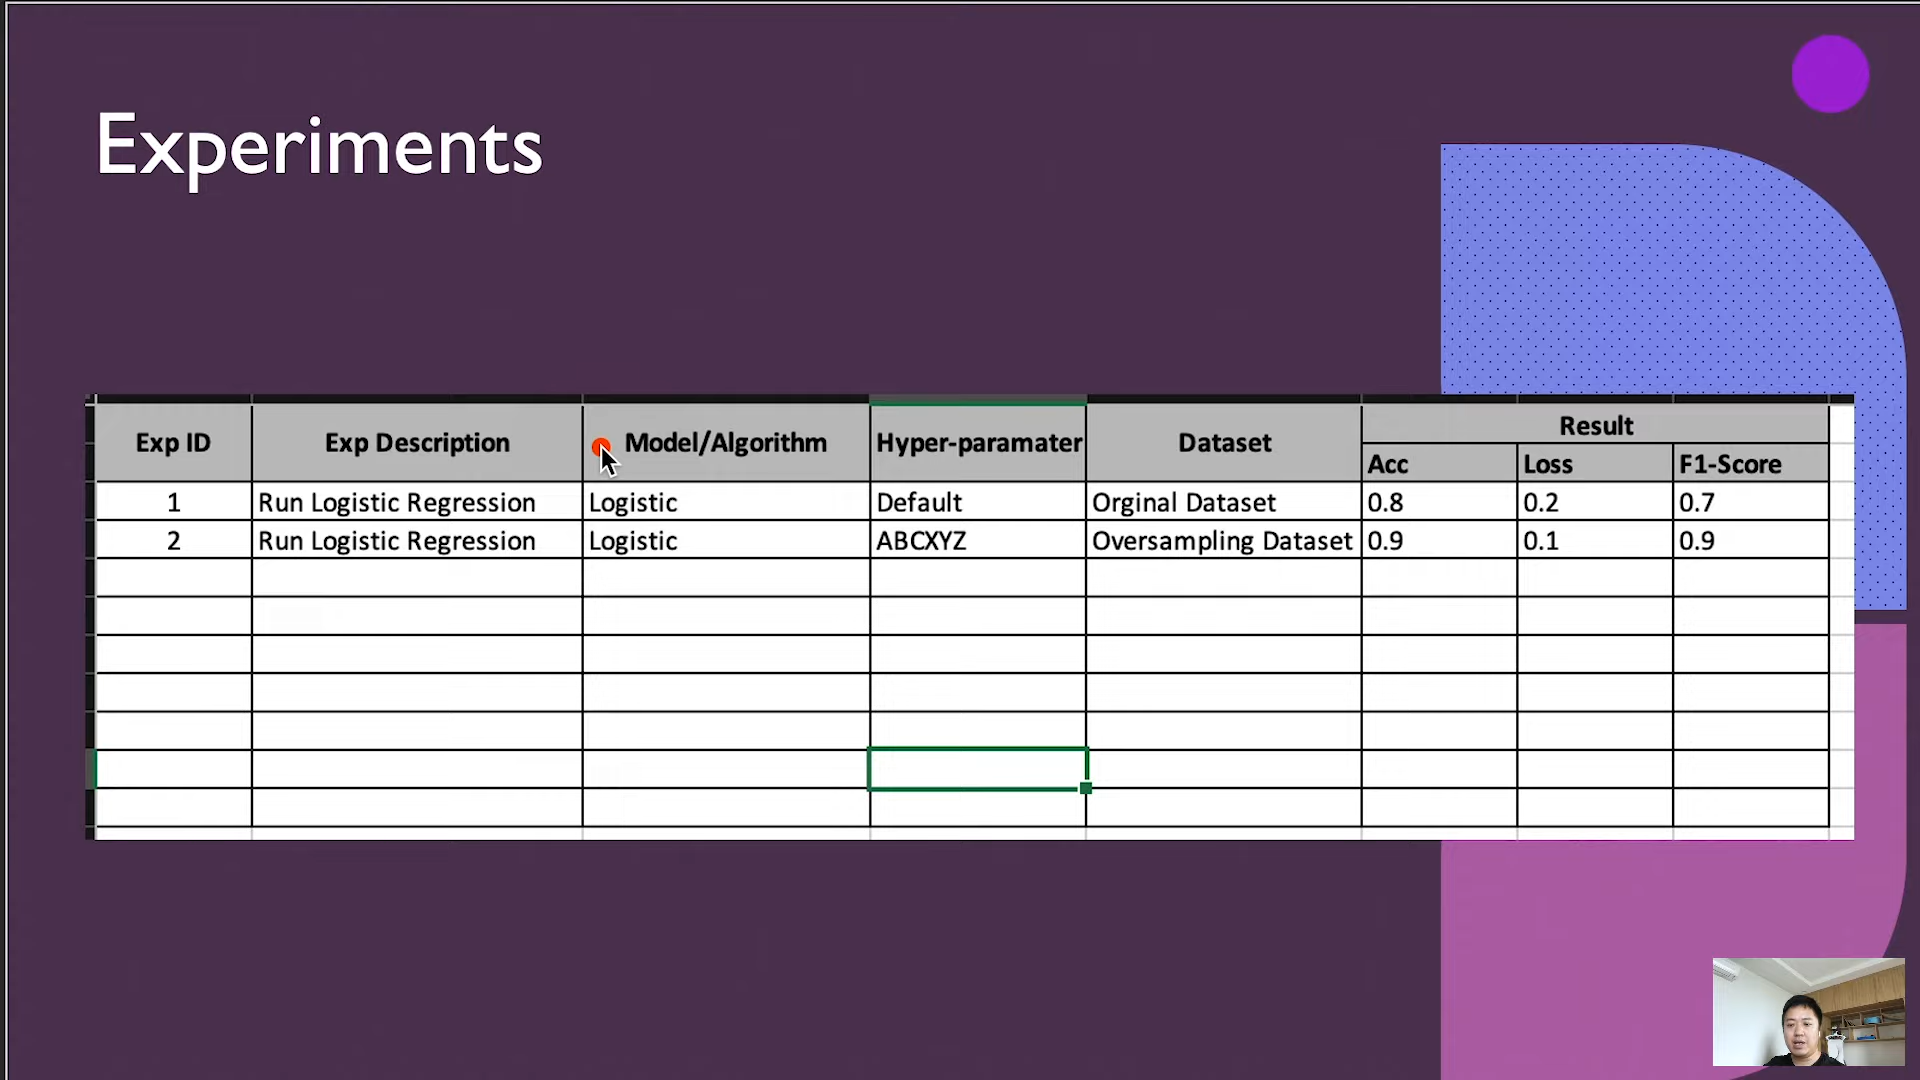 Experiments
Exp ID Exp Description Model/Algorithm Hyper-paramater Dataset Result
Acc Loss F1-Score
1 Run Logistic Regression Logistic Default Orginal Dataset 0.8 0.2 0.7
2 Run Logistic Regression Logistic ABCXYZ Oversampling Dataset 0.9 0.1 0.9